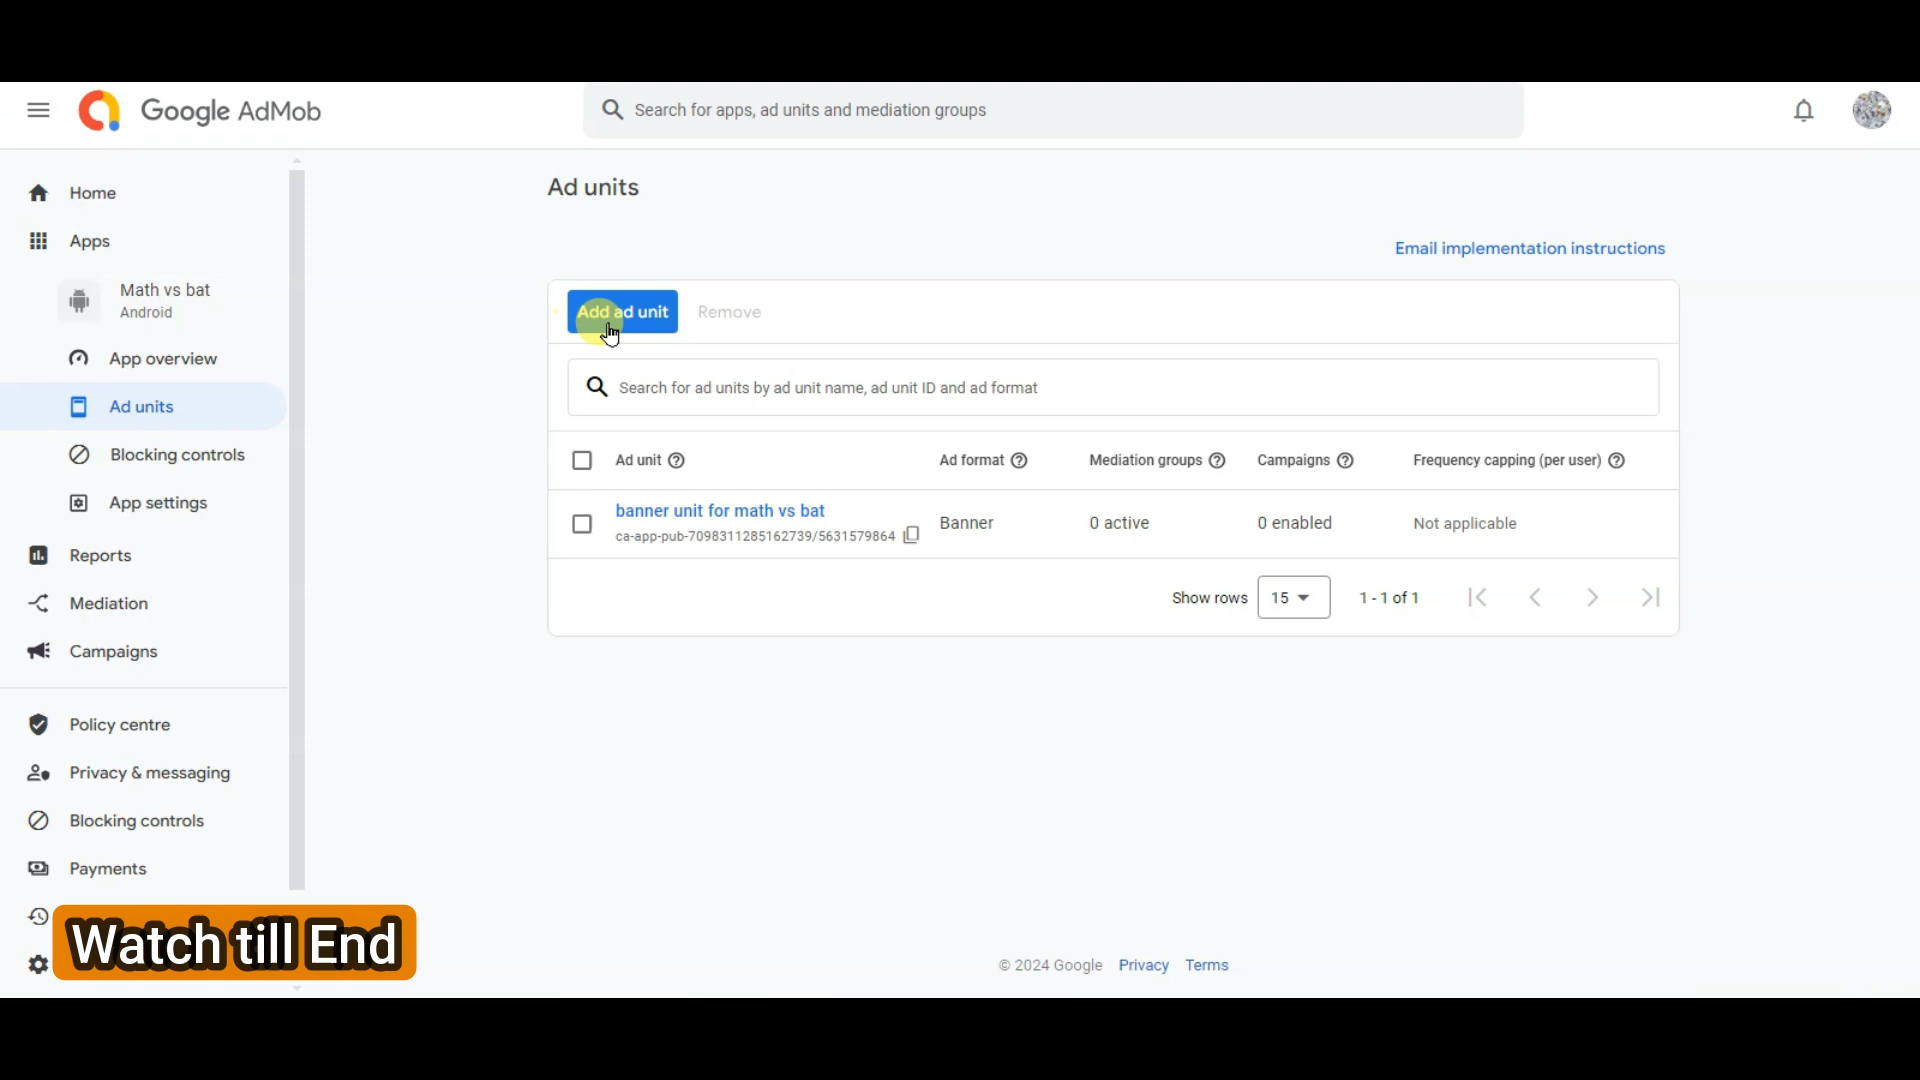 Google AdMob
Search for apps, ad units and mediation groups
Home
Apps
Math vs bat
Android
App overview
Ad units
Blocking controls
App settings
Reports
Mediation
Campaigns
Policy centre
Privacy & messaging
Blocking controls
Payments
Watch till End
Ad units
Email implementation instructions
Add ad unit
Remove
Search for ad units by ad unit name, ad unit ID and ad format
Ad unit
Ad format
Mediation groups
Campaigns
Frequency capping (per user)
banner unit for math vs bat
ca-app-pub-7098311285162739/5631579864
Banner
0 active
0 enabled
Not applicable
Show rows
15
1 - 1 of 1
© 2024 Google
Privacy
Terms